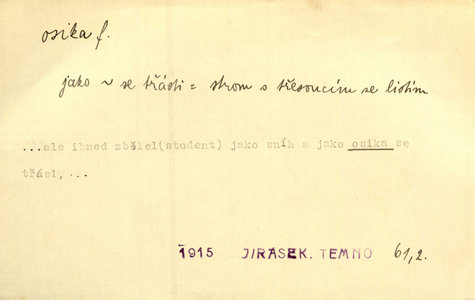 osika f.
jako ~ se třásti = strom s třesoucím se listím
...ale ihned zbělel(student) jako sníh a jako osika se
třásl,...
1915 JIRÁSEK. TEMNO 61,2.